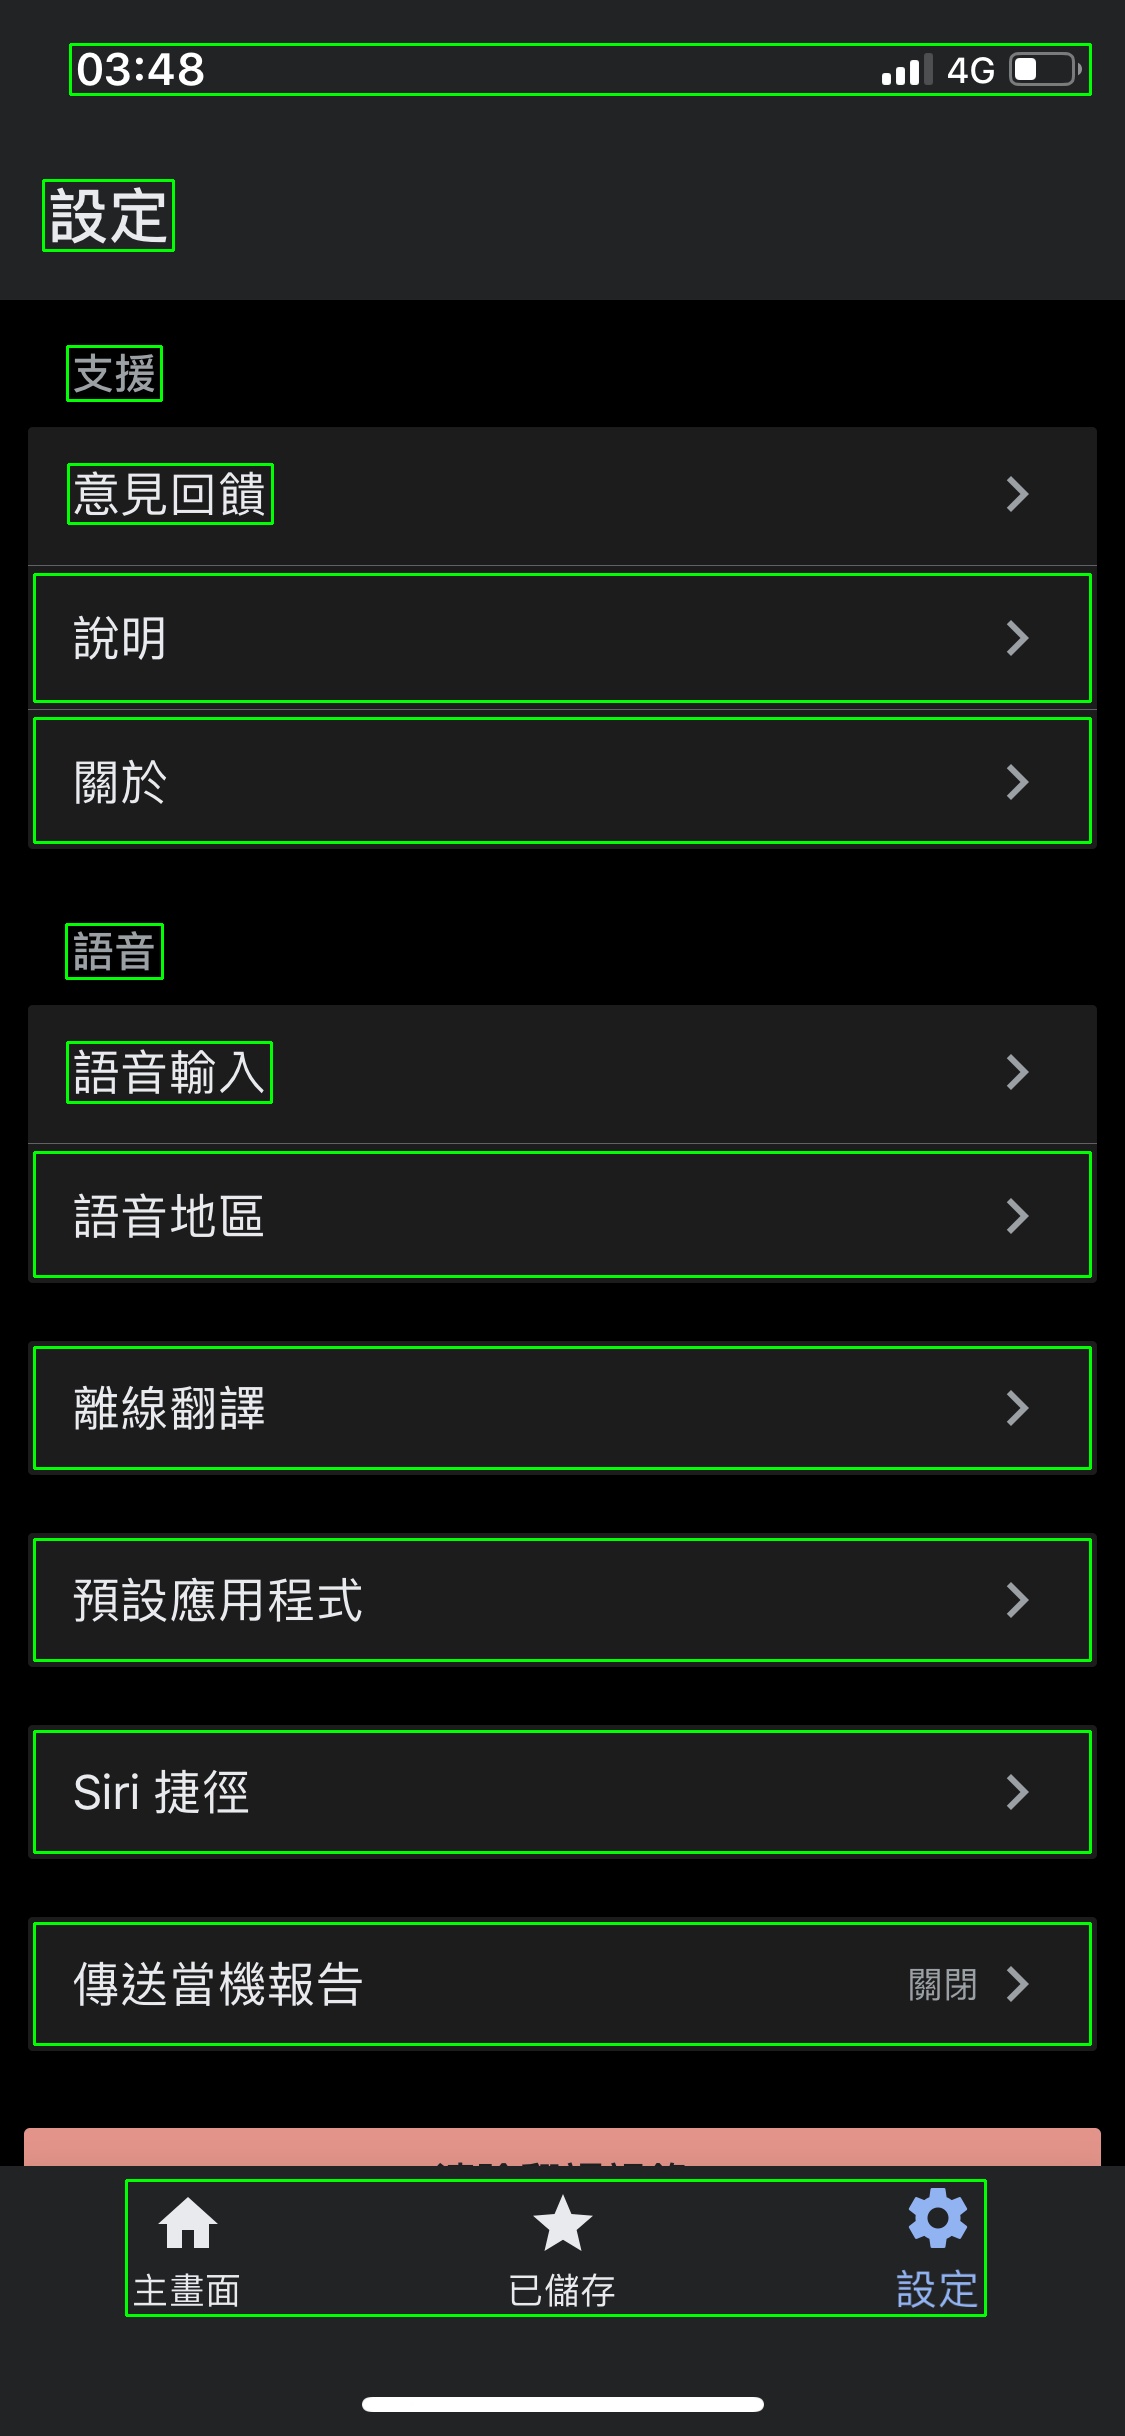 03:48 4G
設定
支援
意見回饋
說明
關於
語音
語音輸入
語音地區
離線翻譯
預設應用程式
Siri 捷徑
傳送當機報告 關閉
主畫面 已儲存 設定